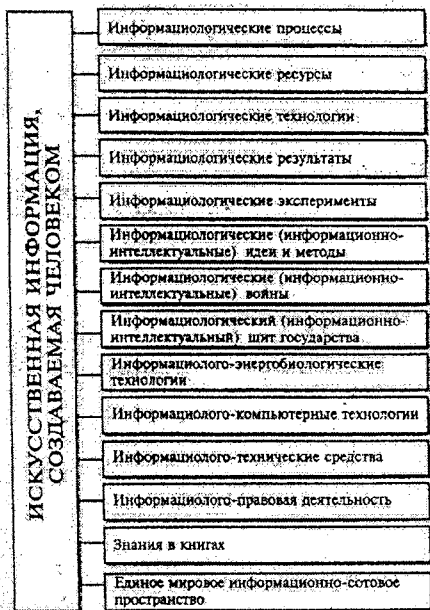 ИСКУССТВЕННАЯ ИНФОРМАЦИЯ,
СОЗДАВАЕМАЯ ЧЕЛОВЕКОМ
Информациологические процессы
Информациологические ресурсы
Информациологические технологии
Информациологические результаты
Информациологические эксперименты
Информациологические (информационно-
интеллектуальные) идеи и методы
Информациологические (информационно-
интеллектуальные) войны
Информациологический (информационно-
интеллектуальный) щит государства
Информациолого-энергобиологические
технологии
Информациолого-компьютерные технологии
Информациолого-технические средства
Информациолого-правовая деятельность
Знания в книгах
Единое мировое информационно-сотовое
пространство